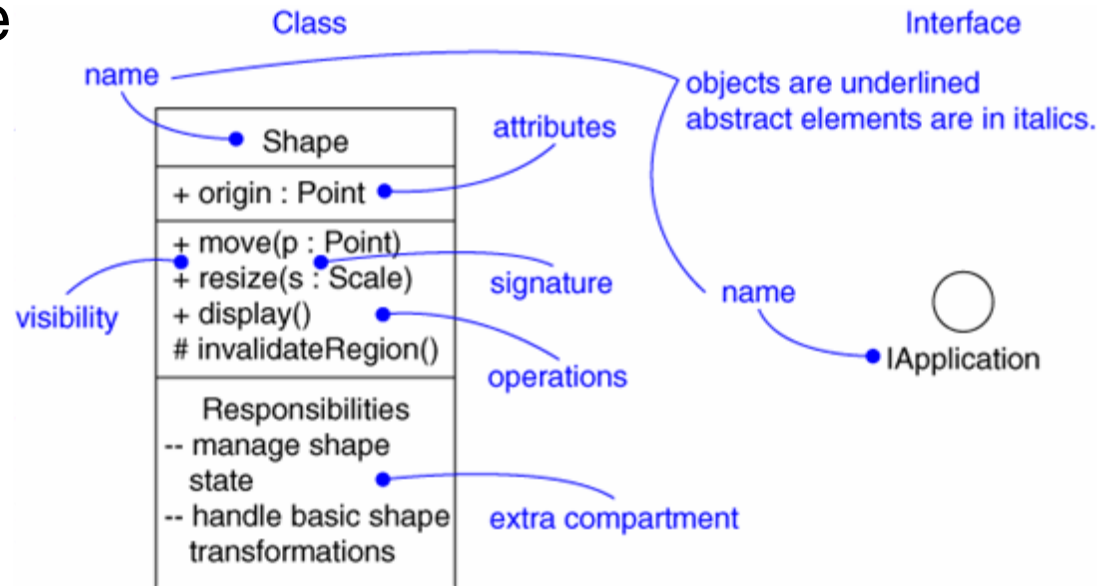 e
Class
Interface
name
objects are underlined
abstract elements are in italics.
attributes
Shape
+ origin : Point
+ move(p : Point)
+ resize(s : Scale)
+ display()
# invalidateRegion()
visibility
signature
operations
name
IApplication
Responsibilities
-- manage shape
state
-- handle basic shape
transformations
extra compartment